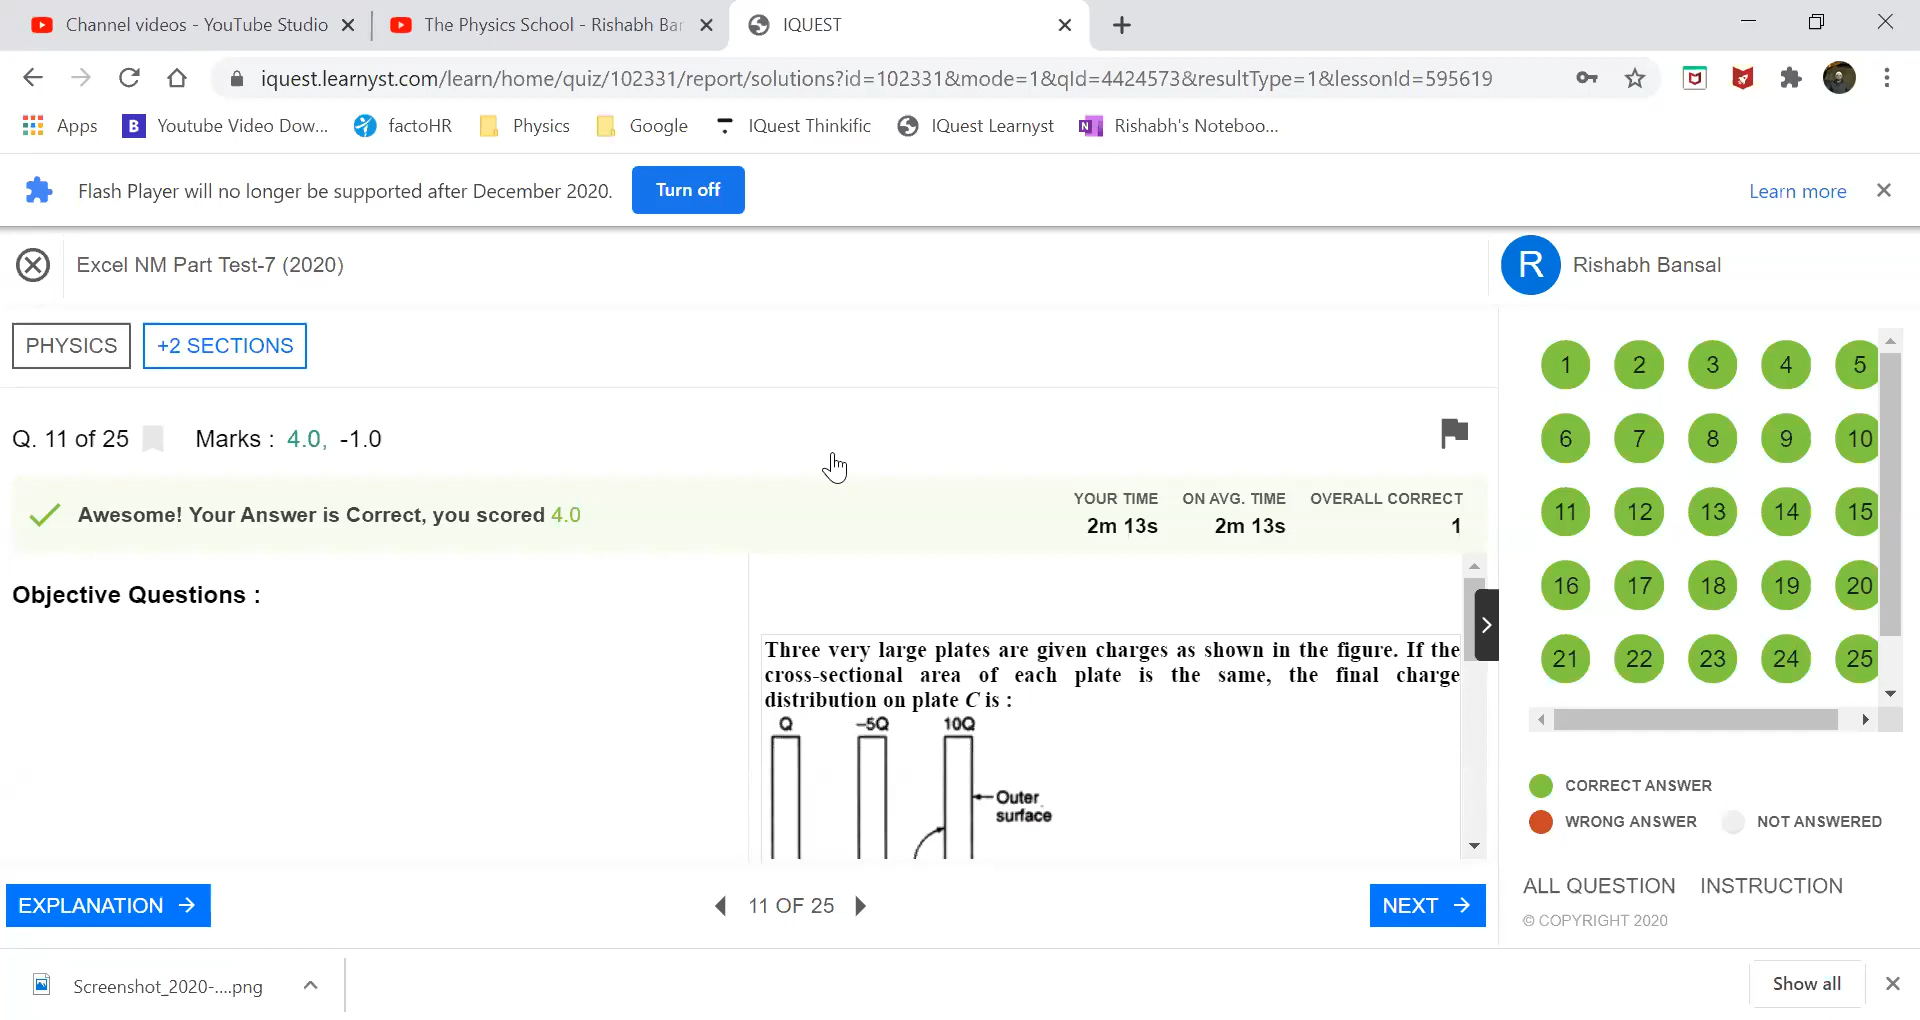 Channel videos - YouTube Studio
The Physics School - Rishabh Bar
IQUEST
iquest.learnyst.com/learn/home/quiz/102331/report/solutions?id=102331&mode=1&qId=4424573&resultType=1&lessonId=595619
Apps
B Youtube Video Dow...
factoHR
Physics
Google
IQuest Thinkific
IQuest Learnyst
N Rishabh's Noteboo...
Flash Player will no longer be supported after December 2020.
Turn off
Learn more
Excel NM Part Test-7 (2020)
R Rishabh Bansal
PHYSICS
+2 SECTIONS
Q. 11 of 25 Marks : 4.0, -1.0
Awesome! Your Answer is Correct, you scored 4.0
YOUR TIME ON AVG. TIME OVERALL CORRECT
2m 13s 2m 13s 1
Objective Questions :
Three very large plates are given charges as shown in the figure. If the
cross-sectional area of each plate is the same, the final charge
distribution on plate C is :
Q -5Q 10Q
Outer
surface
EXPLANATION
11 OF 25
NEXT
1 2 3 4 5
6 7 8 9 10
11 12 13 14 15
16 17 18 19 20
21 22 23 24 25
CORRECT ANSWER
WRONG ANSWER NOT ANSWERED
ALL QUESTION INSTRUCTION
© COPYRIGHT 2020
Screenshot_2020-....png
Show all